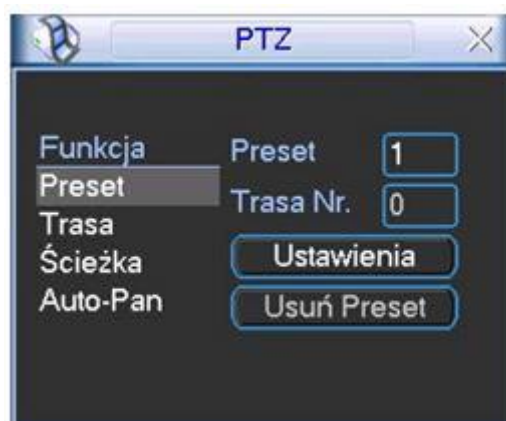 PTZ
Funkcja
Preset
Trasa
Ścieżka
Auto-Pan
Preset 1
Trasa Nr. 0
Ustawienia
Usuń Preset